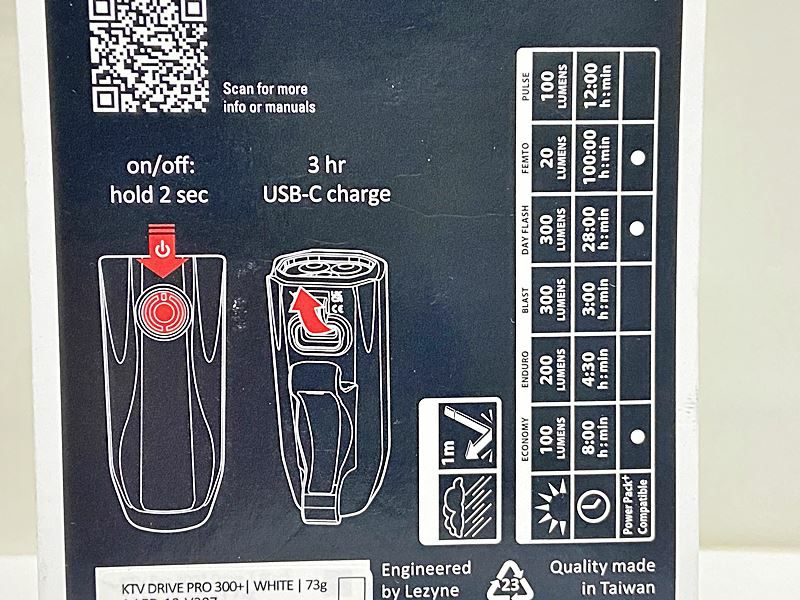 Scan for more
info or manuals
on/off:
hold 2 sec
3 hr
USB-C charge
PULSE
100
LUMENS
12:00
h:min
FEMTO
20
LUMENS
100:00
h:min
DAY FLASH
300
LUMENS
28:00
h:min
BLAST
300
LUMENS
3:00
h:min
ENDURO
200
LUMENS
4:30
h:min
ECONOMY
100
LUMENS
8:00
h:min
Power Pack+
Compatible
1m
KTV DRIVE PRO 300+| WHITE | 73g
Engineered
by Lezyne
23
Quality made
in Taiwan